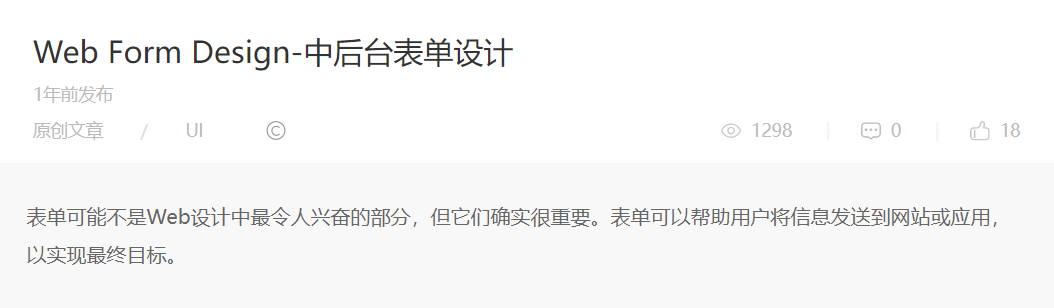 Web Form Design-中后台表单设计
1年前发布
原创文章 / UI © 1298 | 0 | 18
表单可能不是Web设计中最令人兴奋的部分，但它们确实很重要。表单可以帮助用户将信息发送到网站或应用，
以实现最终目标。